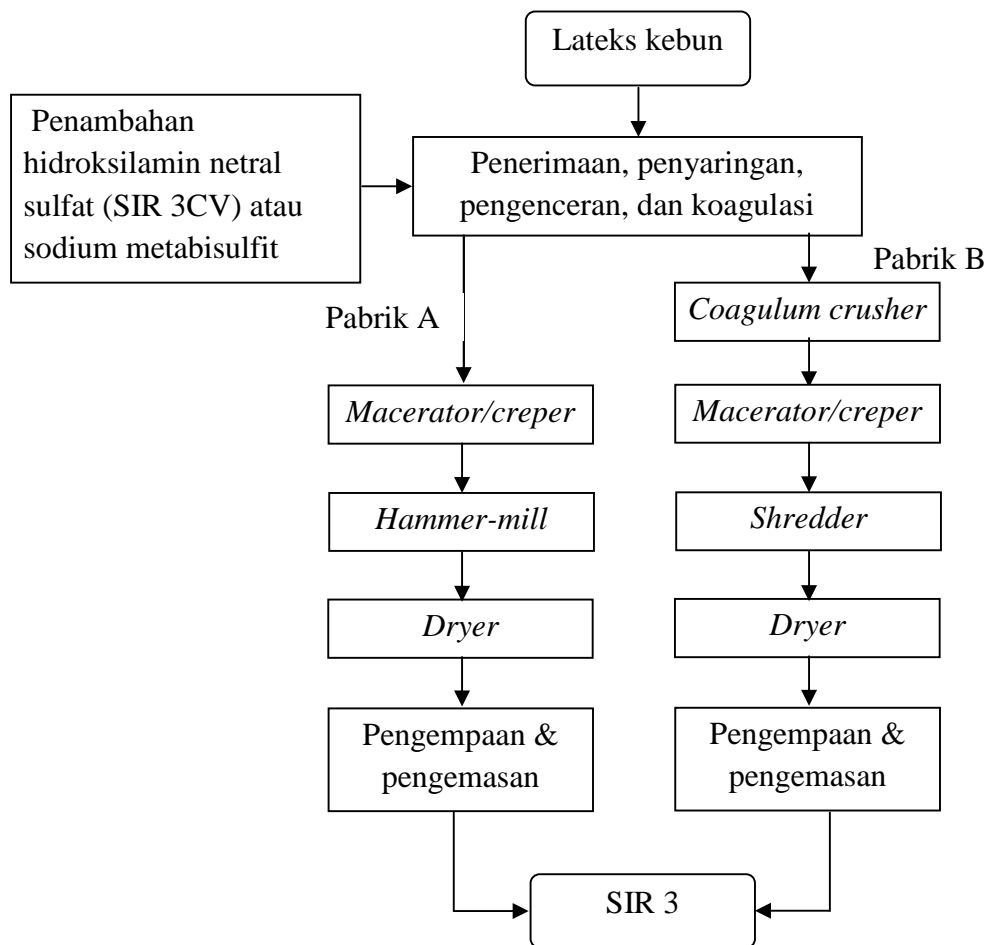 Lateks kebun
Penambahan
hidroksilamin netral
sulfat (SIR 3CV) atau
sodium metabisulfit
Penerimaan, penyaringan,
pengenceran, dan koagulasi
Pabrik A
Pabrik B
Coagulum crusher
Macerator/creper
Macerator/creper
Hammer-mill
Shredder
Dryer
Dryer
Pengempaan &
pengemasan
Pengempaan &
pengemasan
SIR 3